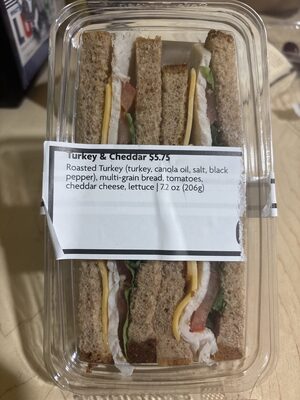 Turkey & Cheddar $5.75
Roasted Turkey (turkey, canola oil, salt, black
pepper), multi-grain bread, tomatoes,
cheddar cheese, lettuce | 7.2 oz (206g)